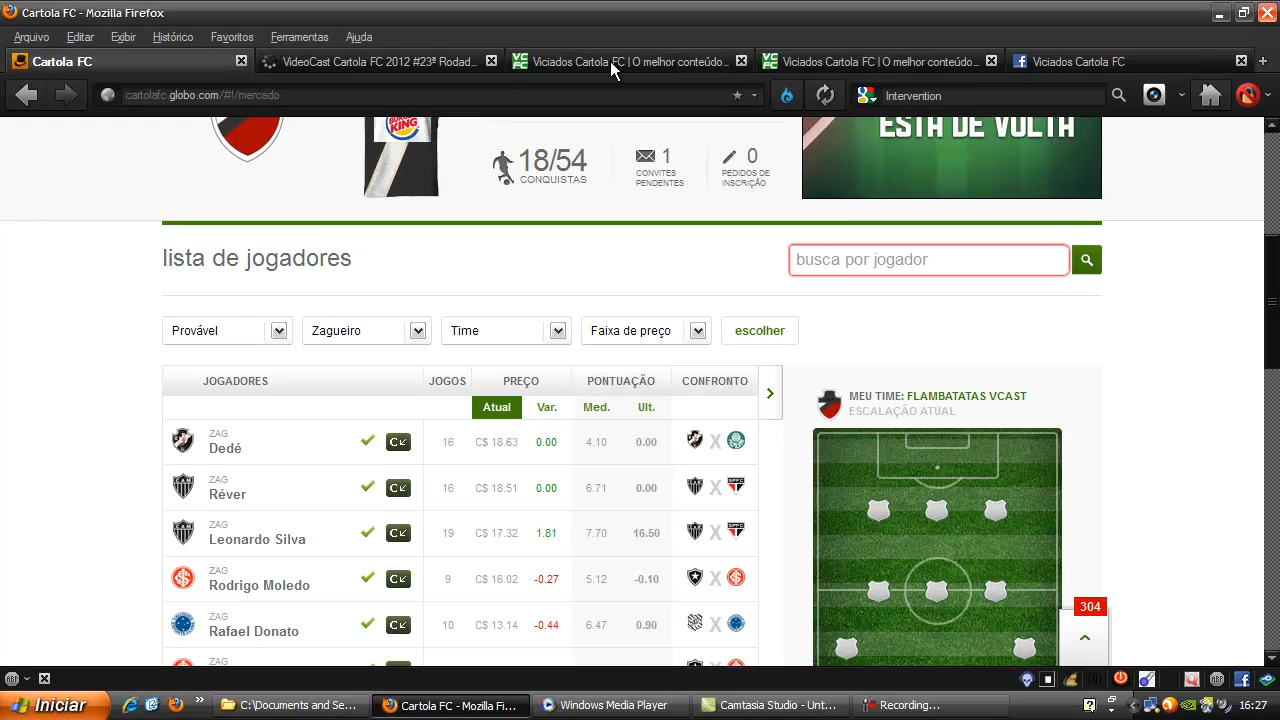 Cartola FC - Mozilla Firefox
Arquivo Editar Exibir Histórico Favoritos Ferramentas Ajuda
Cartola FC
VideoCast Cartola FC 2012 #23ª Rodad...
VC FC Viciados Cartola FC | O melhor conteúdo...
VC FC Viciados Cartola FC | O melhor conteúdo...
Viciados Cartola FC
cartolafc.globo.com/#!/mercado
Intervention
BURGER KING
18/54
CONQUISTAS
1
CONVITES
PENDENTES
0
PEDIDOS DE
INSCRIÇÃO
ESTA DE VOLTA
lista de jogadores
busca por jogador
Provável Zagueiro Time Faixa de preço escolher
JOGADORES JOGOS PREÇO PONTUAÇÃO CONFRONTO
Atual Var. Med. Ult.
ZAG
Dedé 16 C$ 18.63 0.00 4.10 0.00 X
ZAG
Réver 16 C$ 18.51 0.00 6.71 0.00 X
ZAG
Leonardo Silva 19 C$ 17.32 1.81 7.70 16.50 X
ZAG
Rodrigo Moledo 9 C$ 16.02 -0.27 5.12 -0.10 X
ZAG
Rafael Donato 10 C$ 13.14 -0.44 6.47 0.90 X
ZAG
MEU TIME: FLAMBATATAS VCAST
ESCALAÇÃO ATUAL
304
Iniciar
C:\Documents and Se...
Cartola FC - Mozilla Fi...
Windows Media Player
Camtasia Studio - Unt...
Recording...
16:27